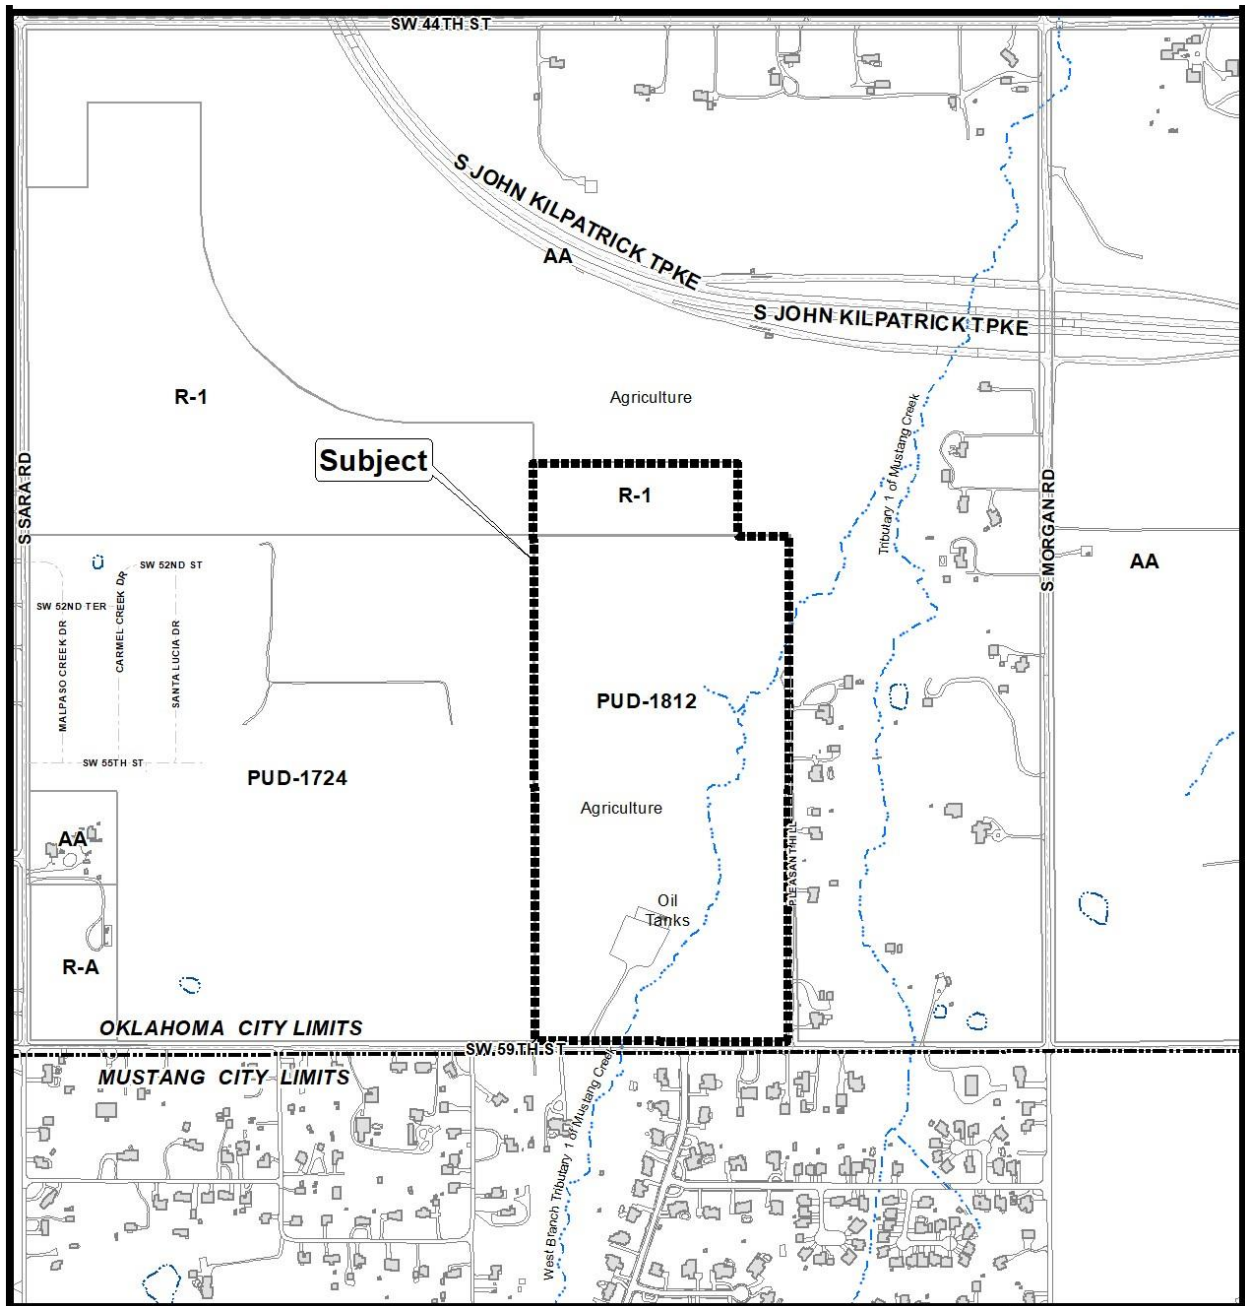 SW 44TH ST
S JOHN KILPATRICK TPKE
AA
S JOHN KILPATRICK TPKE
R-1
Agriculture
Subject
R-1
S SARA RD
Tributary 1 of Mustang Creek
S MORGAN RD
AA
SW 52ND ST
SW 52ND TER
CARMEL CREEK DR
MALPASO CREEK DR
SANTA LUCIA DR
PUD-1812
SW 55TH ST
PUD-1724
Agriculture
AA
PLEASANT HILL
Oil
Tanks
R-A
OKLAHOMA CITY LIMITS
SW 59TH ST
MUSTANG CITY LIMITS
West Branch Tributary 1 of Mustang Creek